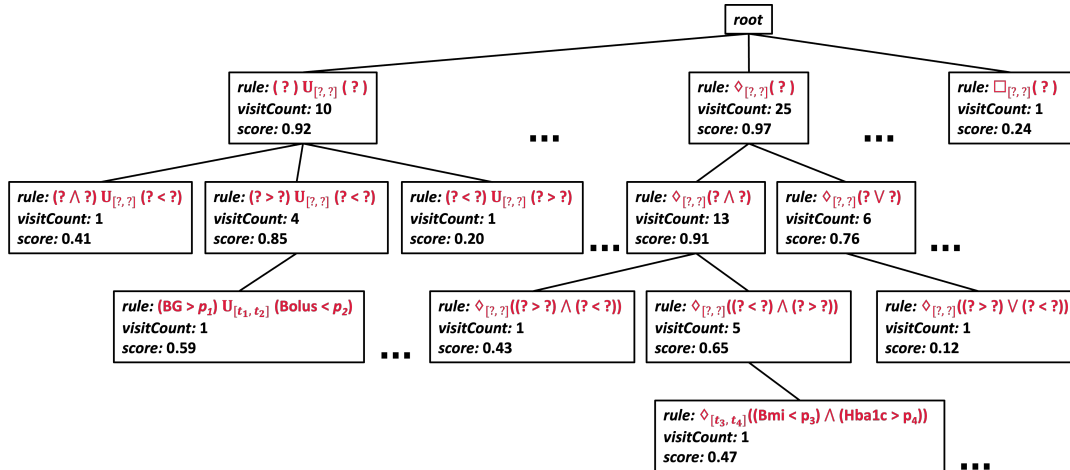 root
rule: ( ? ) U[?, ?] ( ? )
visitCount: 10
score: 0.92
...
rule: ◊[?, ?]( ? )
visitCount: 25
score: 0.97
...
rule: □[?, ?]( ? )
visitCount: 1
score: 0.24
rule: (? ∧ ?) U[?, ?] (? < ?)
visitCount: 1
score: 0.41
rule: (? > ?) U[?, ?] (? < ?)
visitCount: 4
score: 0.85
rule: (? < ?) U[?, ?] (? > ?)
visitCount: 1
score: 0.20
...
rule: ◊[?, ?](? ∧ ?)
visitCount: 13
score: 0.91
rule: ◊[?, ?](? ∨ ?)
visitCount: 6
score: 0.76
...
rule: (BG > p1) U[t1, t2] (Bolus < p2)
visitCount: 1
score: 0.59
...
rule: ◊[?, ?]((? > ?) ∧ (? < ?))
visitCount: 1
score: 0.43
rule: ◊[?, ?]((? < ?) ∧ (? > ?))
visitCount: 5
score: 0.65
rule: ◊[?, ?]((? > ?) ∨ (? < ?))
visitCount: 1
score: 0.12
rule: ◊[t3, t4]((Bmi < p3) ∧ (Hba1c > p4))
visitCount: 1
score: 0.47
...